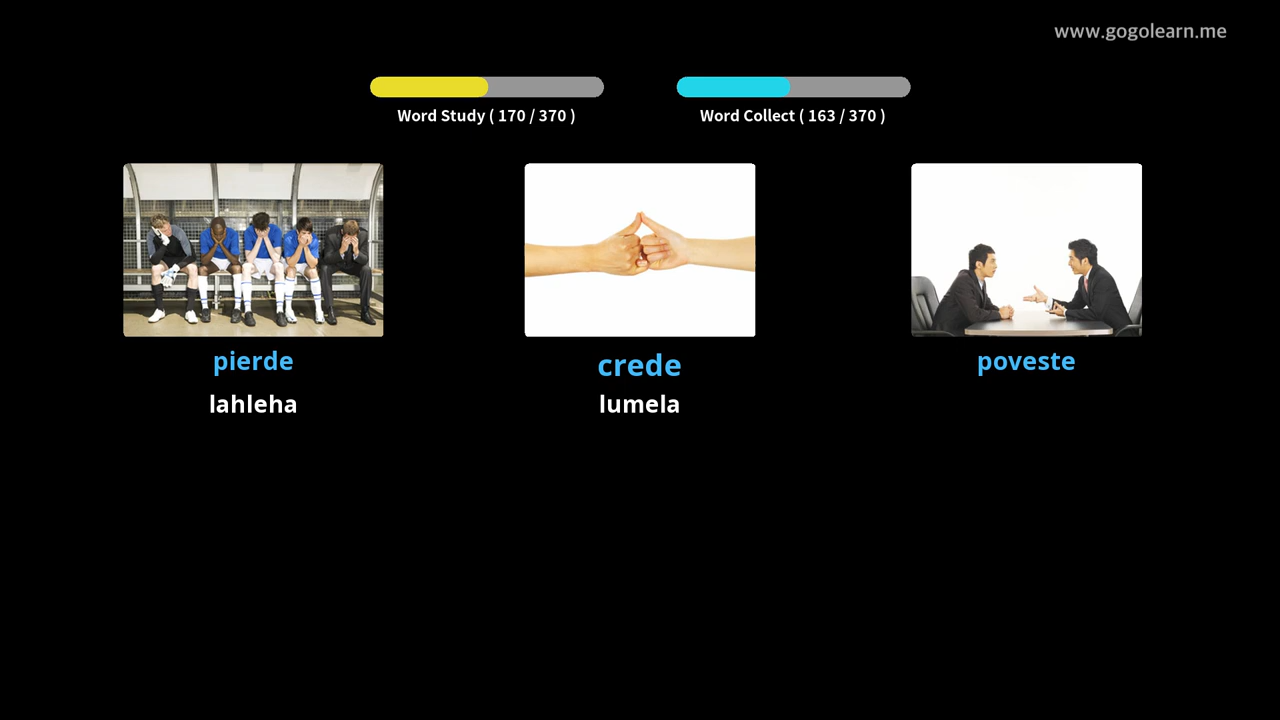 www.gogolearn.me
Word Study ( 170 / 370 )
Word Collect ( 163 / 370 )
pierde
crede
poveste
lahleha
lumela